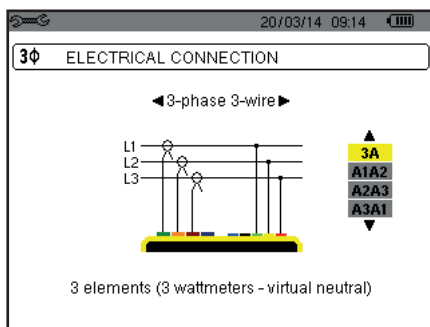 20/03/14 09:14
3Φ ELECTRICAL CONNECTION
◄3-phase 3-wire►
L1
L2
L3
3A
A1A2
A2A3
A3A1
3 elements (3 wattmeters - virtual neutral)